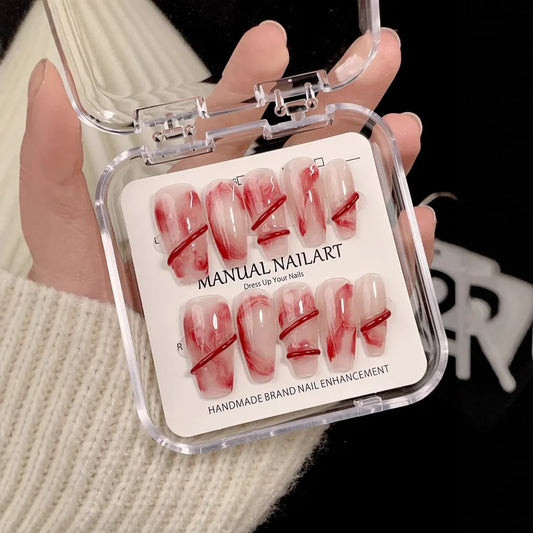 L
MANUAL NAILART
Dress Up Your Nails
R
HANDMADE BRAND NAIL ENHANCEMENT